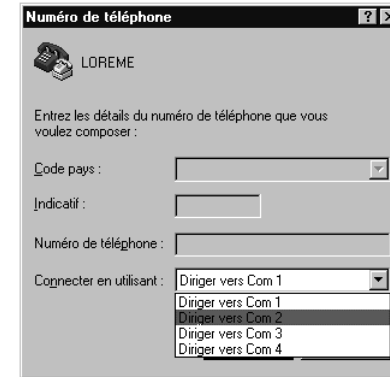 Numéro de téléphone
LOREME
Entrez les détails du numéro de téléphone que vous
voulez composer :
Code pays :
Indicatif :
Numéro de téléphone :
Connecter en utilisant : Diriger vers Com 1
Diriger vers Com 1
Diriger vers Com 2
Diriger vers Com 3
Diriger vers Com 4